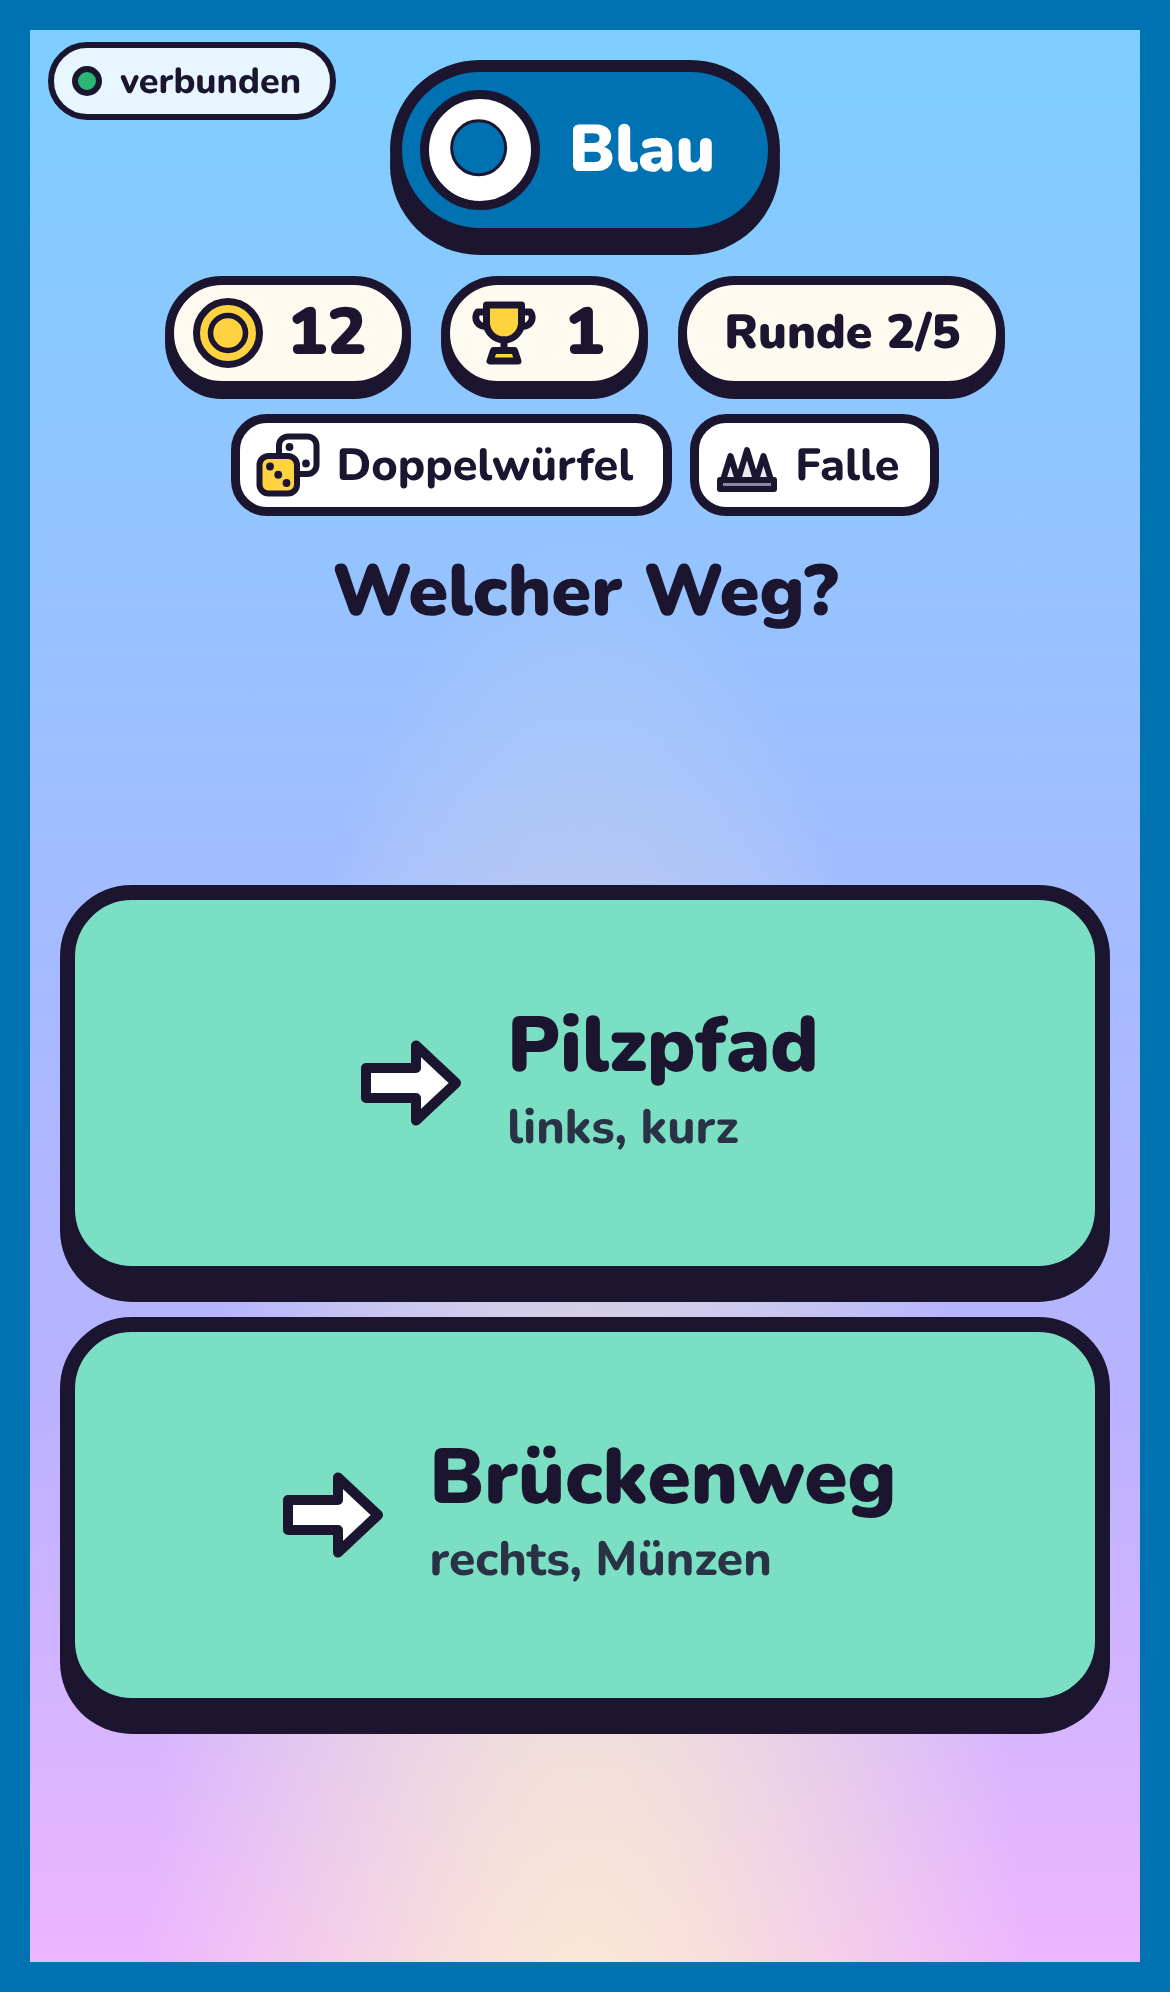 verbunden
Blau
12
1
Runde 2/5
Doppelwürfel
Falle
Welcher Weg?
Pilzpfad
links, kurz
Brückenweg
rechts, Münzen